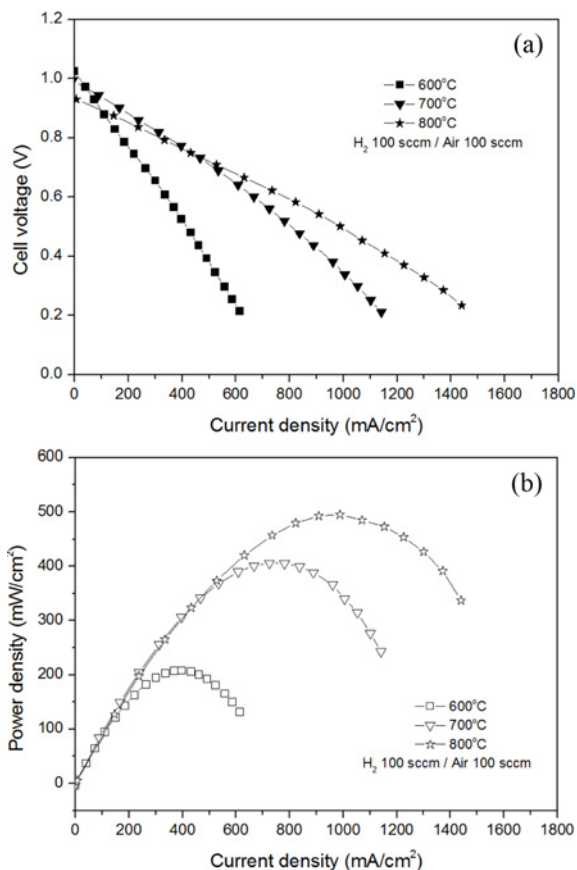 (a)
600°C
700°C
800°C
H₂ 100 sccm / Air 100 sccm
Cell voltage (V)
1.2
1.0
0.8
0.6
0.4
0.2
0.0
0 200 400 600 800 1000 1200 1400 1600 1800
Current density (mA/cm²)
(b)
Power density (mW/cm²)
600
500
400
300
200
100
0
600°C
700°C
800°C
H₂ 100 sccm / Air 100 sccm
0 200 400 600 800 1000 1200 1400 1600 1800
Current density (mA/cm²)